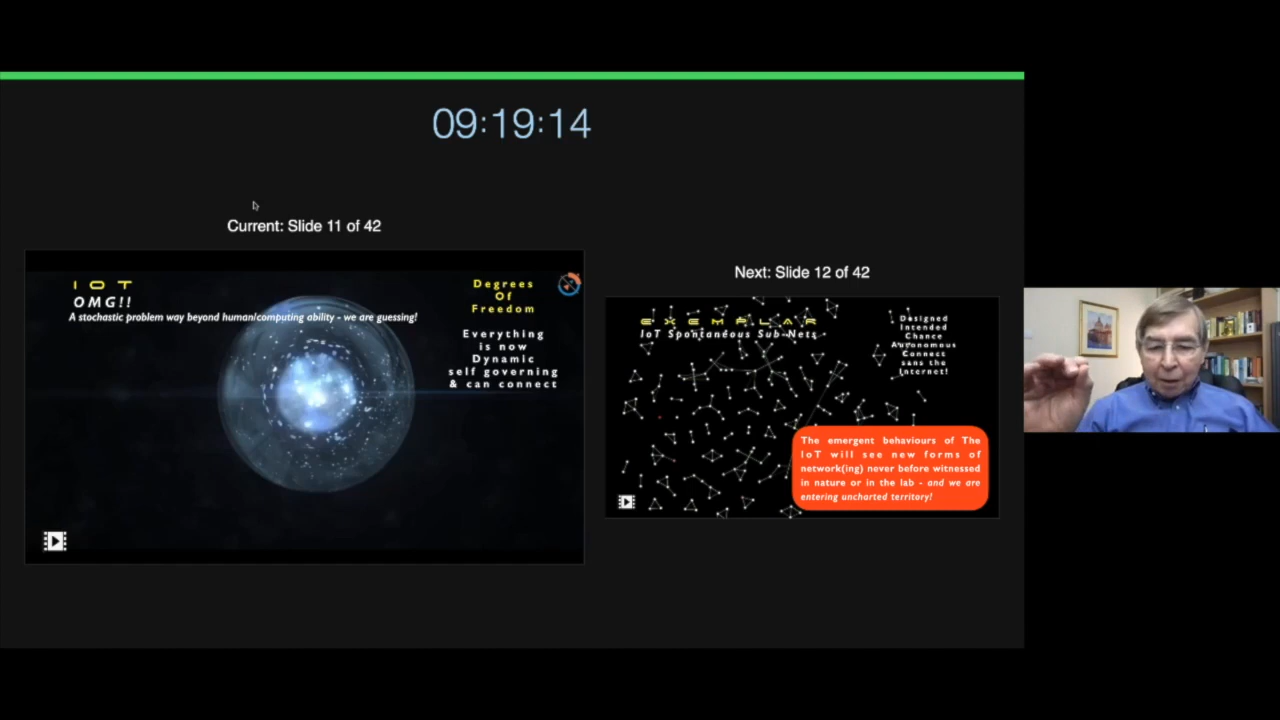 09:19:14
Current: Slide 11 of 42
IOT
OMG!!
A stochastic problem way beyond human/computing ability - we are guessing!
Degrees
Of
Freedom
Everything
is now
Dynamic
self governing
& can connect
Next: Slide 12 of 42
EXEMPLAR
IoT Spontaneous Sub-Nets
Designed
Intended
Chance
Autonomous
Connect
sans the
Internet!
The emergent behaviours of The
IoT will see new forms of
network(ing) never before witnessed
in nature or in the lab - and we are
entering uncharted territory!